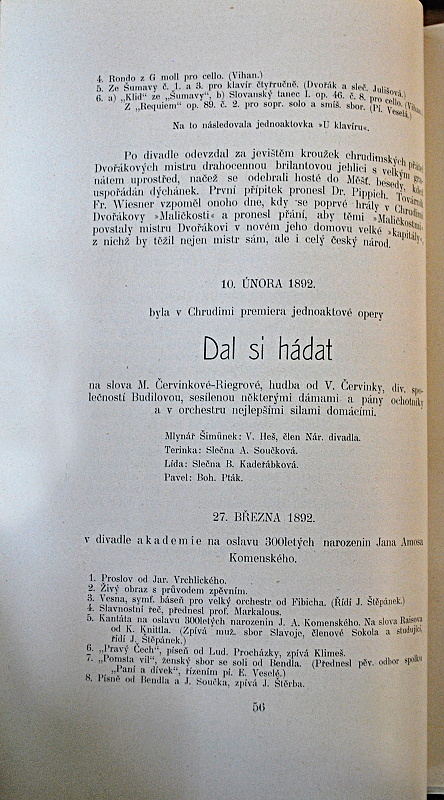 4. Rondo z G moll pro cello. (Vihan.)
5. Ze Šumavy č. 1. a 3. pro klavír čtyřručně. (Dvořák a sleč. Julišová.)
6. a) „Klid" ze „Šumavy", b) Slovanský tanec I. op. 46. č. 8. pro cello. (Vihan.)
Z „Requiem" op. 89. č. 2. pro sopr. solo a smíš. sbor. (Pí. Veselá.)
Na to následovala jednoaktovka »U klavíru«.
Po divadle odevzdal za jevištěm kroužek chrudimských přátel
Dvořákových mistru drahocennou brilantovou jehlici s velkým gra-
nátem uprostřed, načež se odebrali hosté do Měšť. besedy, kdež
uspořádán dýchánek. První přípitek pronesl Dr. Pippich. Továrník
Fr. Wiesner vzpoměl onoho dne, kdy se poprvé hrály v Chrudimi
Dvořákovy »Maličkosti« a pronesl přání, aby těmi »Maličkostmi«
povstaly mistru Dvořákovi v novém jeho domovu velké »kapitály«,
z nichž by těžil nejen mistr sám, ale i celý český národ.
10. ÚNORA 1892.
byla v Chrudimi premiera jednoaktové opery
Dal si hádat
na slova M. Červinkové-Riegrové, hudba od V. Červinky, div. spo-
lečností Budilovou, sesílenou některými dámami a pány ochotníky
a v orchestru nejlepšími silami domácími.
Mlynář Šimůnek: V. Heš, člen Nár. divadla.
Terinka: Slečna A. Součková.
Lída: Slečna B. Kadeřábková.
Pavel: Boh. Pták.
27. BŘEZNA 1892.
v divadle akademie na oslavu 300letých narozenin Jana Amosa
Komenského.
1. Proslov od Jar. Vrchlického.
2. Živý obraz s průvodem zpěvním.
3. Vesna, symf. báseň pro velký orchestr od Fibicha. (Řídí J. Štěpánek.)
4. Slavnostní řeč, přednesl prof. Markalous.
5. Kantáta na oslavu 300letých narozenin J. A. Komenského. Na slova Raisova
od K. Knittla. (Zpívá muž. sbor Slavoje, členové Sokola a studující,
řídí J. Štěpánek.)
6. „Pravý Čech", píseň od Lud. Procházky, zpívá Klimeš.
7. „Pomsta vil", ženský sbor se soli od Bendla. (Přednesl pěv. odbor spolku
„Paní a dívek", řízením pí. E. Veselé.)
8. Písně od Bendla a J. Součka, zpívá J. Štěrba.
56